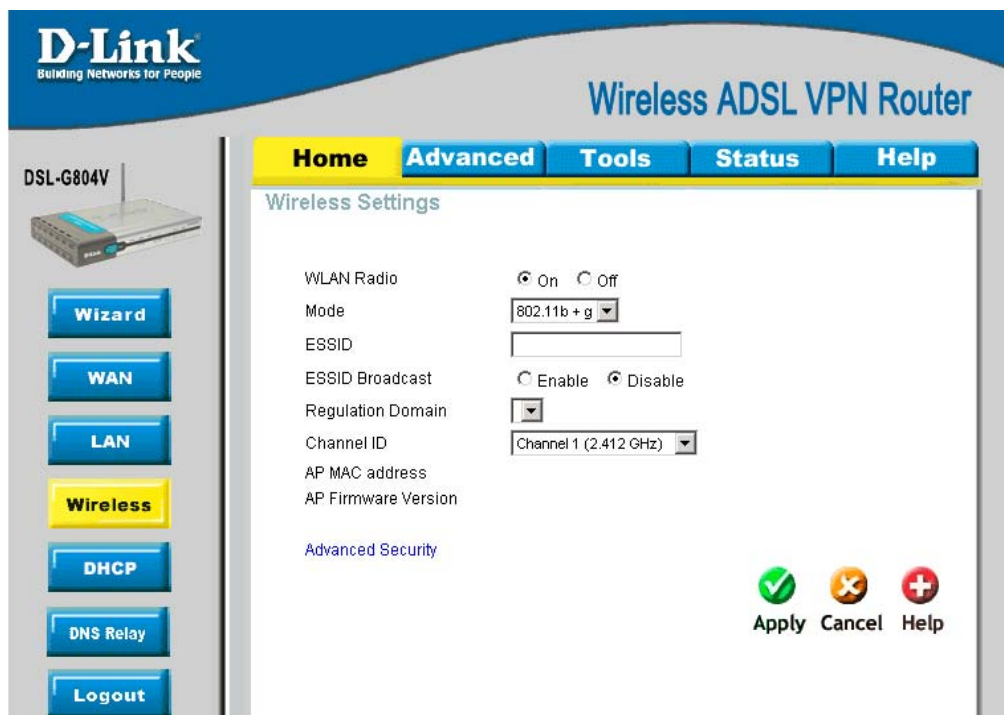 D-Link
Building Networks for People
Wireless ADSL VPN Router
DSL-G804V
Home Advanced Tools Status Help
Wireless Settings
WLAN Radio On Off
Mode 802.11b + g
ESSID
ESSID Broadcast Enable Disable
Regulation Domain
Channel ID Channel 1 (2.412 GHz)
AP MAC address
AP Firmware Version
Advanced Security
Apply Cancel Help
Wizard
WAN
LAN
Wireless
DHCP
DNS Relay
Logout